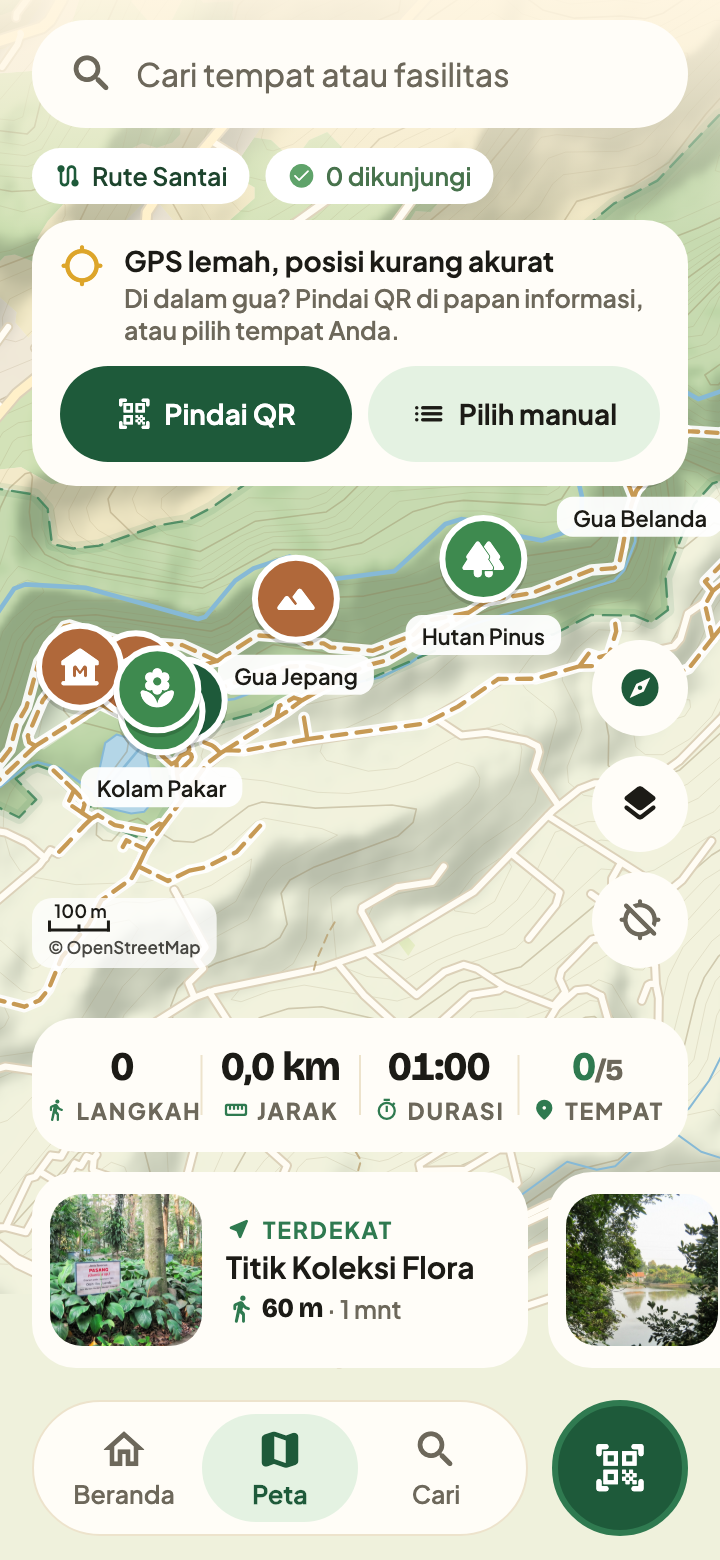 Cari tempat atau fasilitas
Rute Santai
0 dikunjungi
GPS lemah, posisi kurang akurat
Di dalam gua? Pindai QR di papan informasi,
atau pilih tempat Anda.
Pindai QR
Pilih manual
Gua Belanda
Hutan Pinus
M
Gua Jepang
Kolam Pakar
100 m
© OpenStreetMap
0
LANGKAH
0,0 km
JARAK
01:00
DURASI
0/5
TEMPAT
TERDEKAT
Titik Koleksi Flora
60 m · 1 mnt
Beranda
Peta
Cari